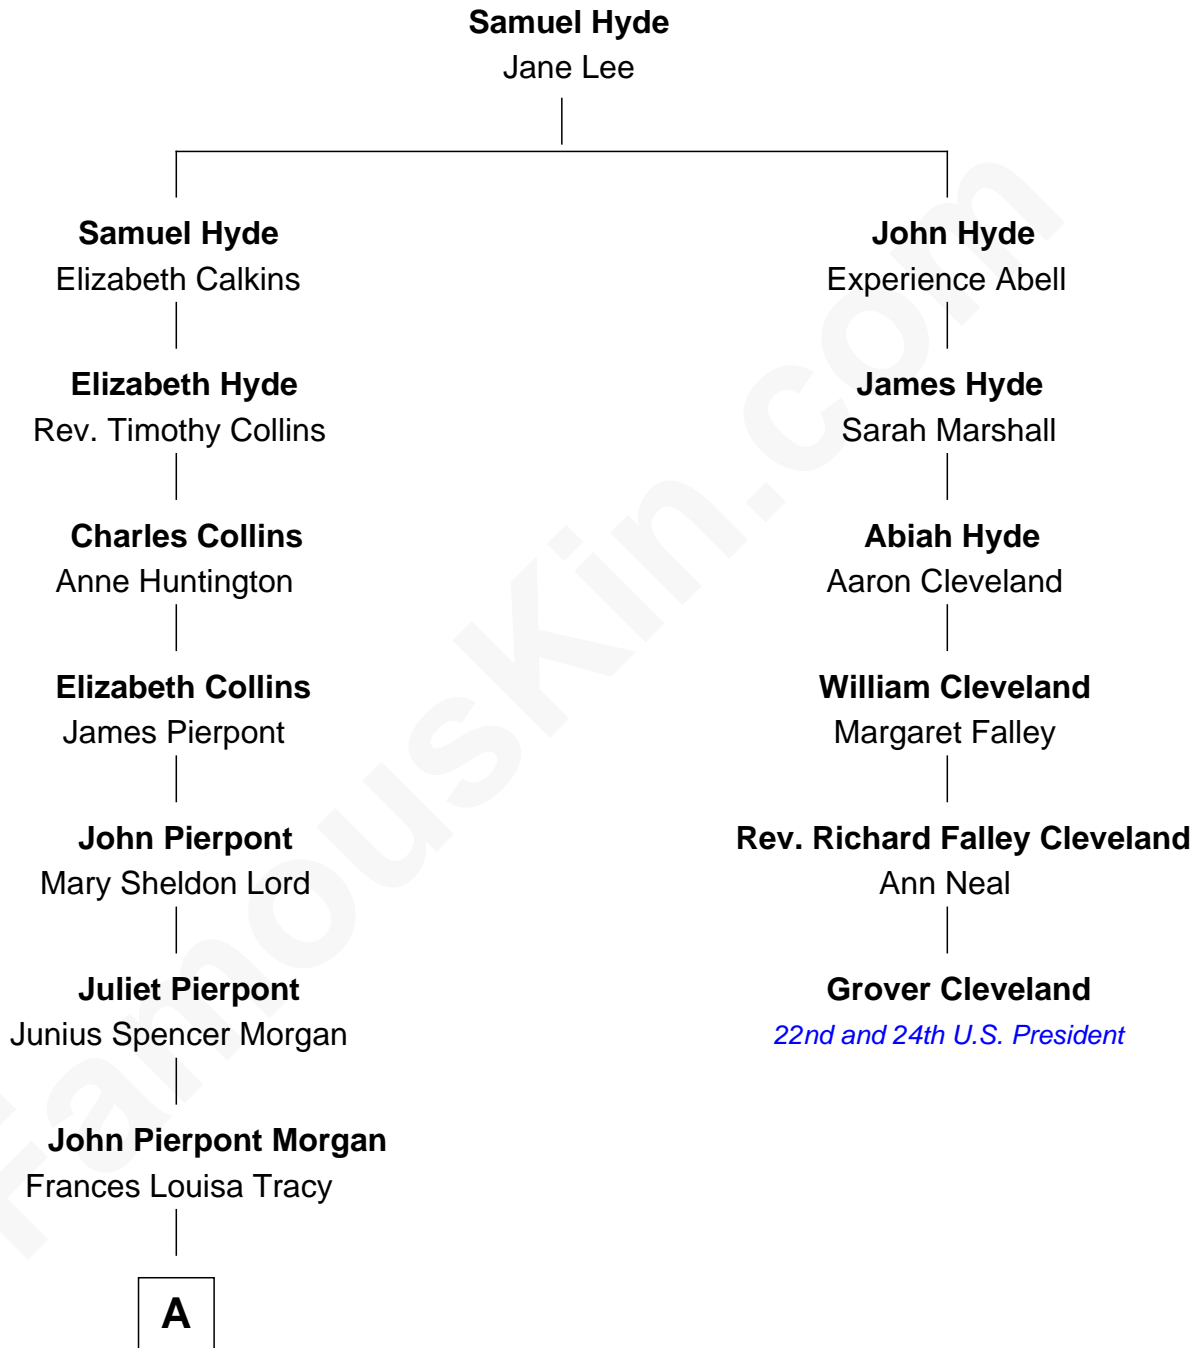 Samuel Hyde
Jane Lee
Samuel Hyde
Elizabeth Calkins
John Hyde
Experience Abell
Elizabeth Hyde
Rev. Timothy Collins
James Hyde
Sarah Marshall
Charles Collins
Anne Huntington
Abiah Hyde
Aaron Cleveland
Elizabeth Collins
James Pierpont
William Cleveland
Margaret Falley
John Pierpont
Mary Sheldon Lord
Rev. Richard Falley Cleveland
Ann Neal
Juliet Pierpont
Junius Spencer Morgan
Grover Cleveland
22nd and 24th U.S. President
John Pierpont Morgan
Frances Louisa Tracy
A
FamousKin.com